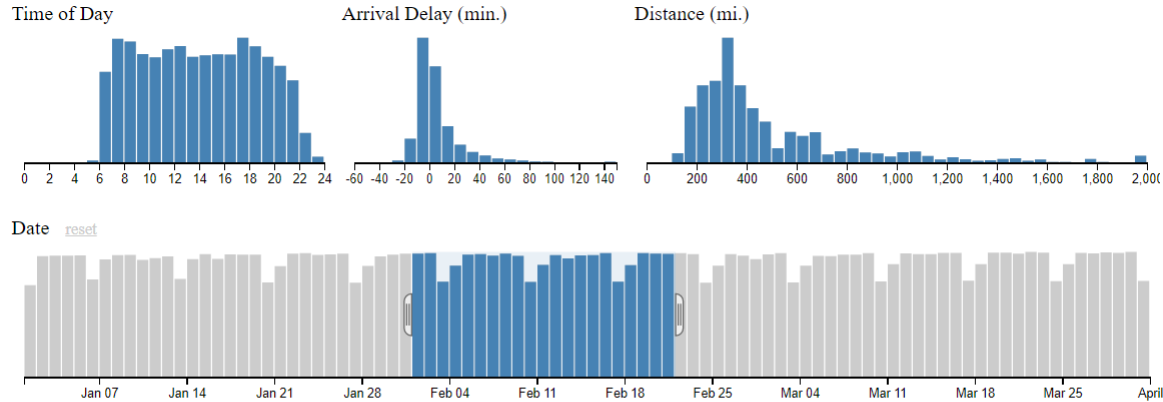 Time of Day
Arrival Delay (min.)
Distance (mi.)
0 2 4 6 8 10 12 14 16 18 20 22 24
-60 -40 -20 0 20 40 60 80 100 120 140
0 200 400 600 800 1,000 1,200 1,400 1,600 1,800 2,000
Date reset
Jan 07 Jan 14 Jan 21 Jan 28 Feb 04 Feb 11 Feb 18 Feb 25 Mar 04 Mar 11 Mar 18 Mar 25 April